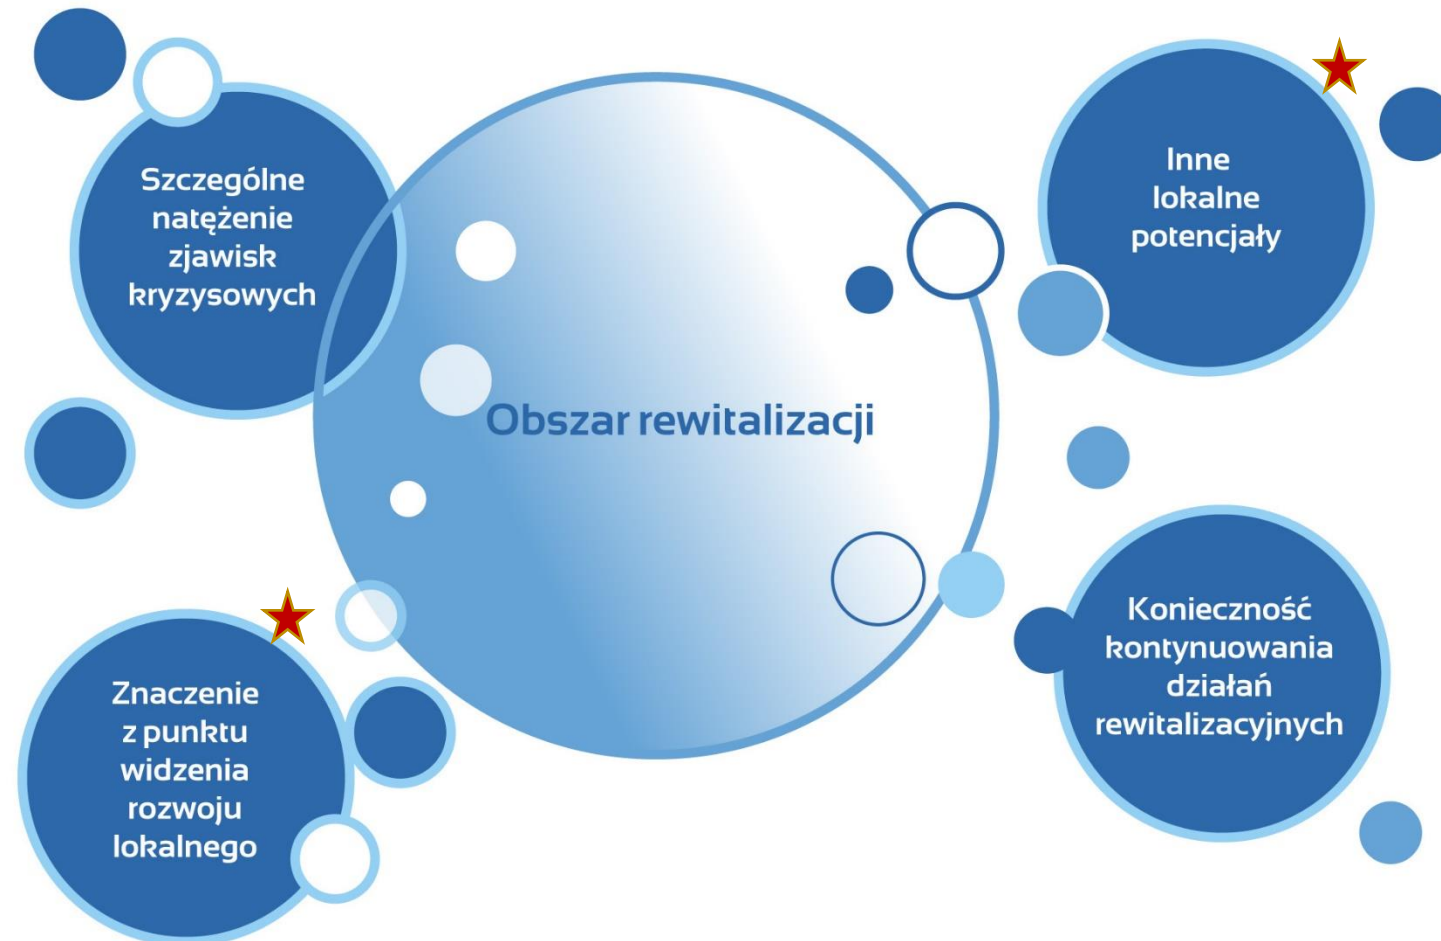 Szczególne
natężenie
zjawisk
kryzysowych
Inne
lokalne
potencjały
Obszar rewitalizacji
Znaczenie
z punktu
widzenia
rozwoju
lokalnego
Konieczność
kontynuowania
działań
rewitalizacyjnych